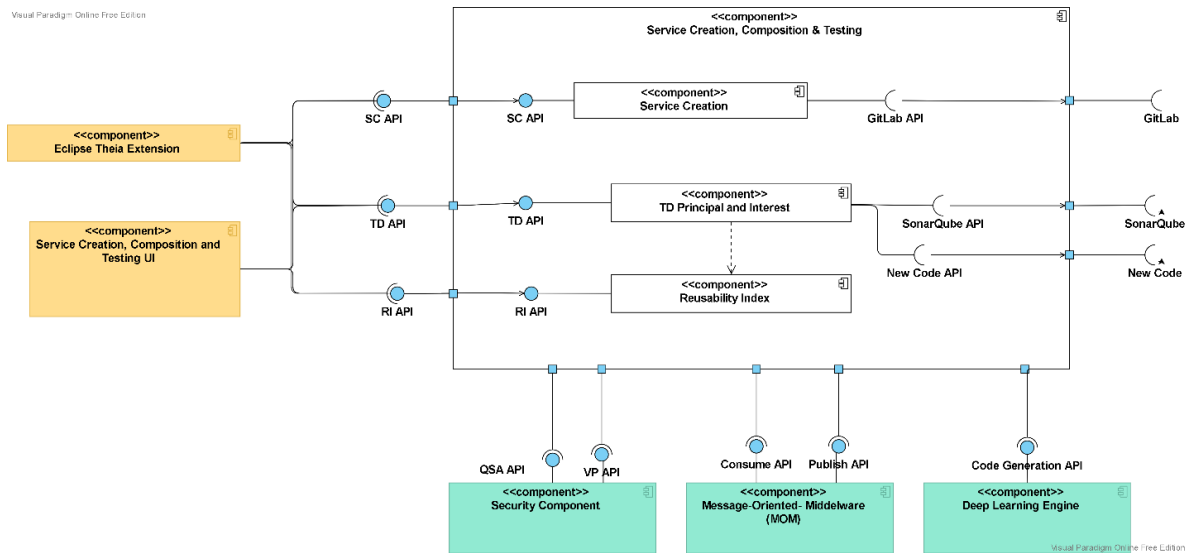 Visual Paradigm Online Free Edition
<<component>>
Service Creation, Composition & Testing
<<component>>
Service Creation
SC API
SC API
GitLab API
GitLab
<<component>>
Eclipse Theia Extension
<<component>>
TD Principal and Interest
TD API
TD API
SonarQube API
SonarQube
<<component>>
Service Creation, Composition and
Testing UI
New Code API
New Code
<<component>>
Reusability Index
RI API
RI API
QSA API
VP API
Consume API
Publish API
Code Generation API
<<component>>
Security Component
<<component>>
Message-Oriented- Middelware
(MOM)
<<component>>
Deep Learning Engine
Visual Paradigm Online Free Edition